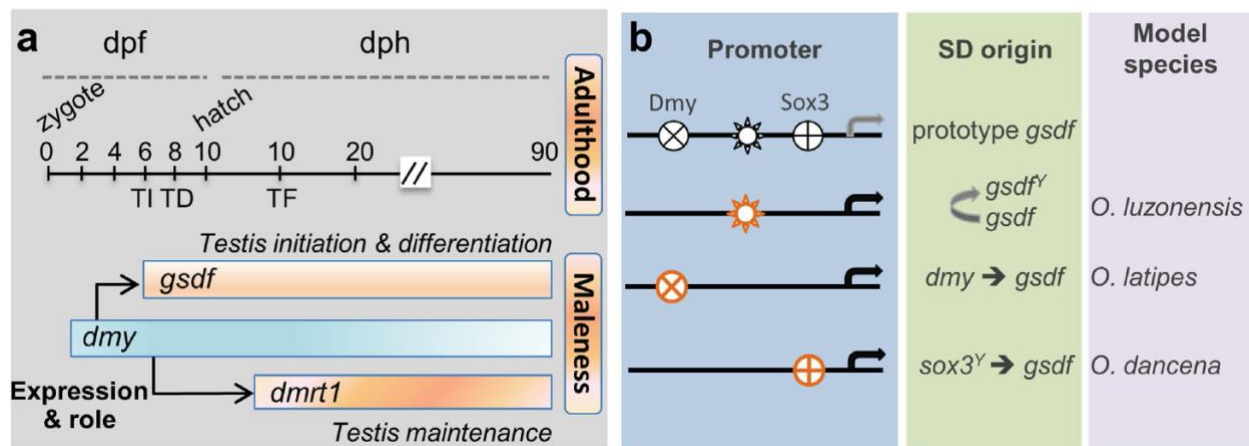 a
dpf dph
zygote hatch
0 2 4 6 8 10 10 20 // 90
TI TD TF
Adulthood
Testis initiation & differentiation
gsdf
dmy
Expression
& role
dmrt1
Testis maintenance
Maleness
b
Promoter
SD origin
Model
species
Dmy Sox3
prototype gsdf
gsdfY
gsdf
O. luzonensis
dmy ➔ gsdf
O. latipes
sox3Y ➔ gsdf
O. dancena